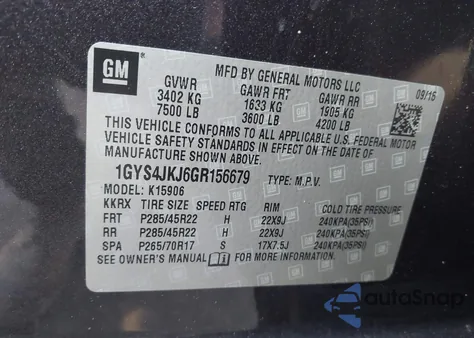 GM
MFD BY GENERAL MOTORS LLC
09/15
GVWR GAWR FRT GAWR RR
3402 KG 1633 KG 1905 KG
7500 LB 3600 LB 4200 LB
THIS VEHICLE CONFORMS TO ALL APPLICABLE U.S. FEDERAL MOTOR
VEHICLE SAFETY, BUMPER, AND THEFT PREVENTION STANDARDS IN
EFFECT ON THE DATE OF MANUFACTURE SHOWN ABOVE.
1GYS4JKJ6GR156679 TYPE: M.P.V.
MODEL: K15906
KKRX TIRE SIZE SPEED RTG RIM COLD TIRE PRESSURE
FRT P285/45R22 H 22X9J 240KPA(35PSI)
RR P285/45R22 H 22X9J 240KPA(35PSI)
SPA P265/70R17 S 17X7.5J 240KPA(35PSI)
SEE OWNER'S MANUAL FOR MORE INFORMATION.
autoSnap